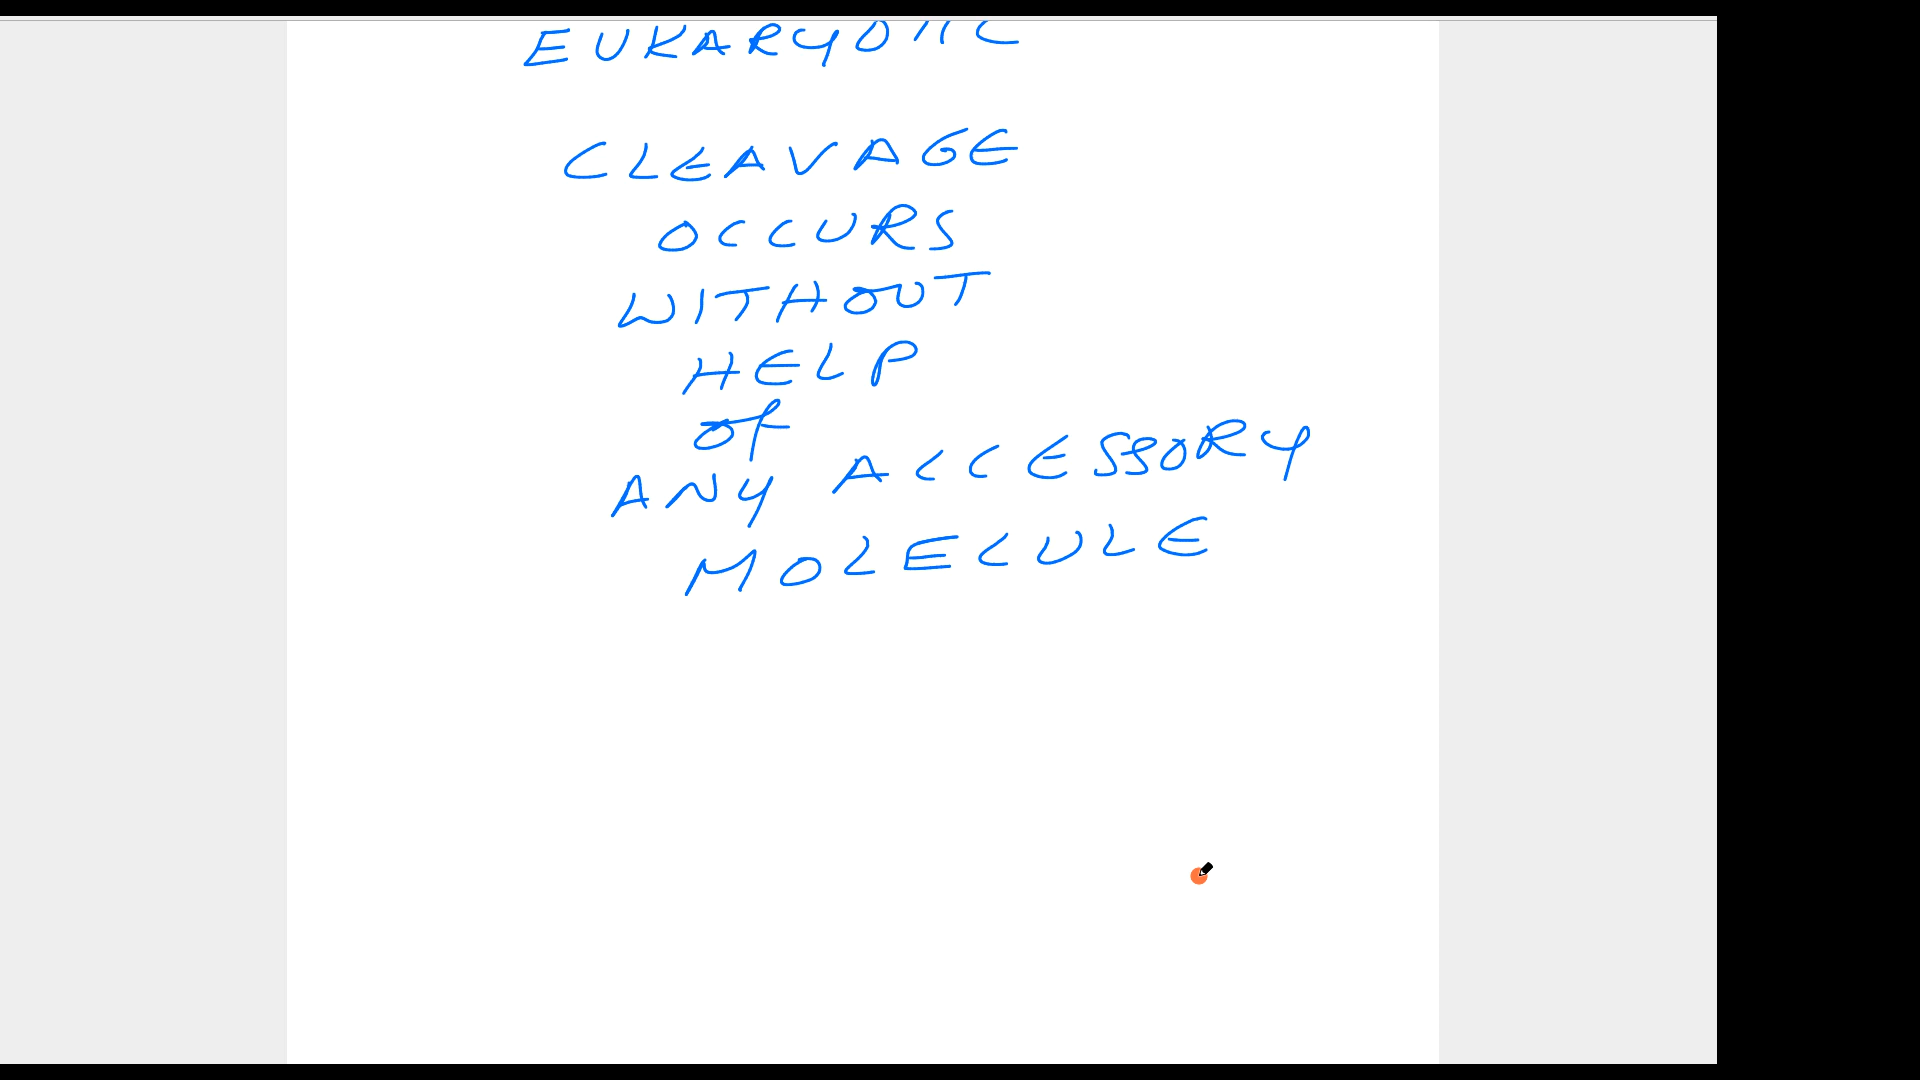 EUKARYOTIC
CLEAVAGE
OCCURS
WITHOUT
HELP
of
ANY ACCESSORY
MOLECULE